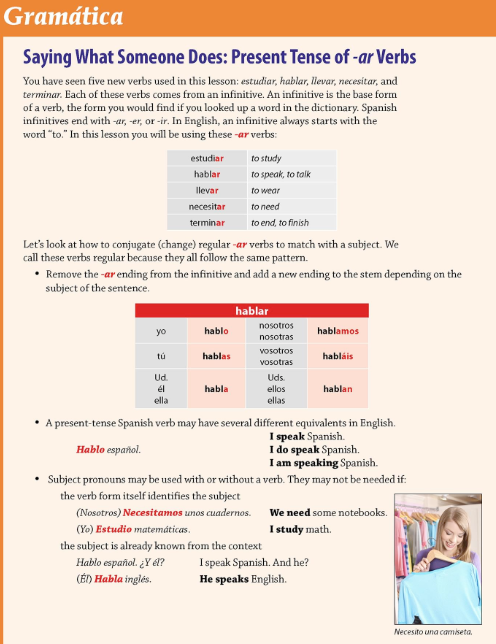 Gramática
Saying What Someone Does: Present Tense of -ar Verbs
You have seen five new verbs used in this lesson: estudiar, hablar, llevar, necesitar, and
terminar. Each of these verbs comes from an infinitive. An infinitive is the base form
of a verb, the form you would find if you looked up a word in the dictionary. Spanish
infinitives end with -ar, -er, or -ir. In English, an infinitive always starts with the
word “to.” In this lesson you will be using these -ar verbs:
estudiar to study
hablar to speak, to talk
llevar to wear
necesitar to need
terminar to end, to finish
Let’s look at how to conjugate (change) regular -ar verbs to match with a subject. We
call these verbs regular because they all follow the same pattern.
• Remove the -ar ending from the infinitive and add a new ending to the stem depending on the
subject of the sentence.
hablar
yo hablo nosotros nosotras hablamos
tú hablas vosotros vosotras habláis
Ud. él ella habla Uds. ellos ellas hablan
• A present-tense Spanish verb may have several different equivalents in English.
I speak Spanish.
Hablo español. I do speak Spanish.
I am speaking Spanish.
• Subject pronouns may be used with or without a verb. They may not be needed if:
the verb form itself identifies the subject
(Nosotros) Necesitamos unos cuadernos. We need some notebooks.
(Yo) Estudio matemáticas. I study math.
the subject is already known from the context
Hablo español. ¿Y él? I speak Spanish. And he?
(Él) Habla inglés. He speaks English.
Necesito una camiseta.